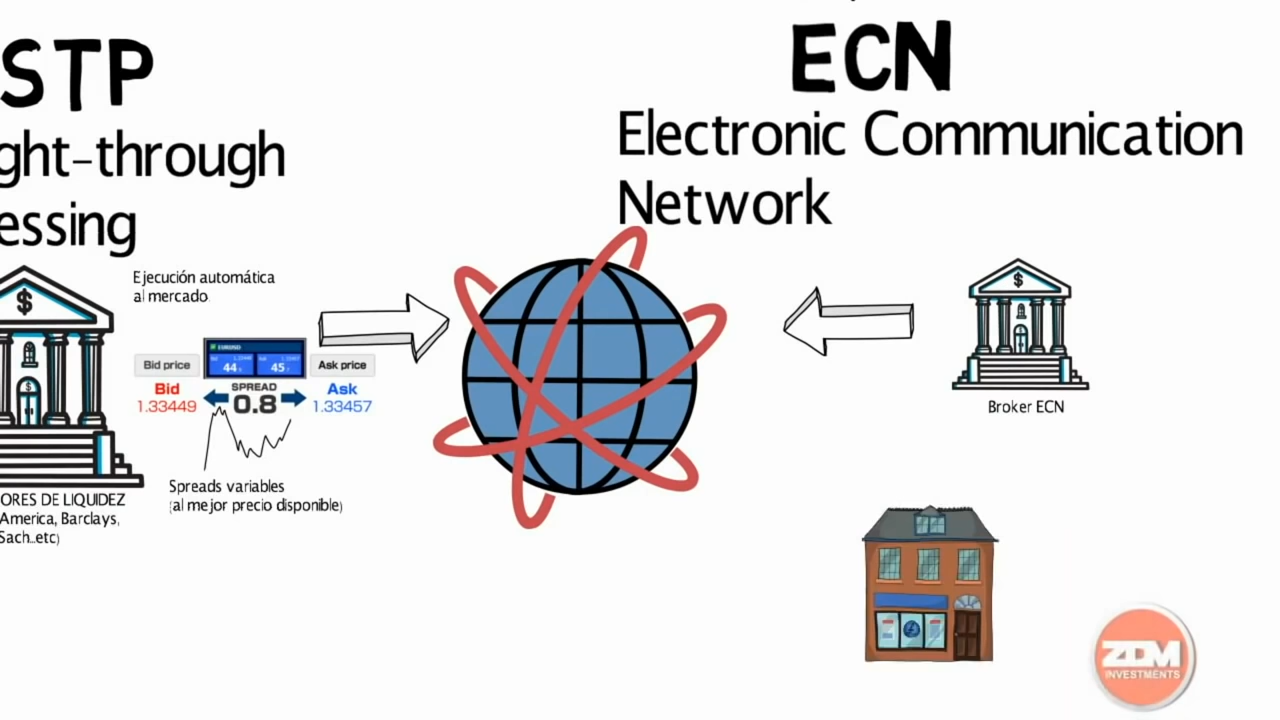 STP
ght-through
essing
Ejecución automática
al mercado
$
$
Bid price
EURUSD
44
45
Ask price
Bid
SPREAD
Ask
1.33449
0.8
1.33457
Spreads variables
(al mejor precio disponible)
ORES DE LIQUIDEZ
America, Barclays,
Sach...etc)
ECN
Electronic Communication
Network
$
Broker ECN
ZDM
INVESTMENTS